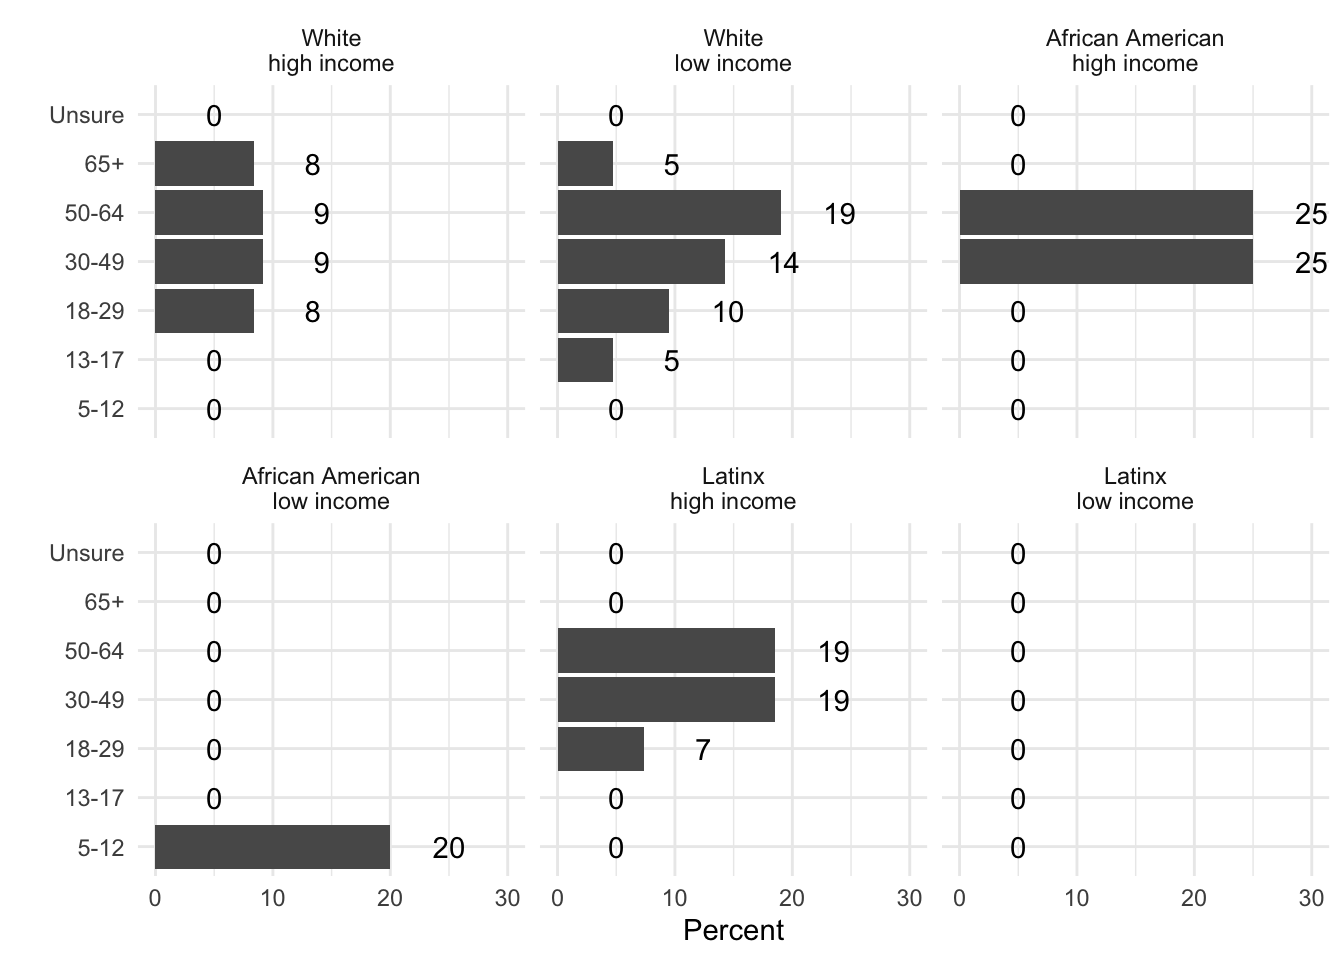 White
high income
White
low income
African American
high income
Unsure 0 0 0
65+ 8 5 0
50-64 9 19 25
30-49 9 14 25
18-29 8 10 0
13-17 0 5 0
5-12 0 0 0
African American
low income
Latinx
high income
Latinx
low income
Unsure 0 0 0
65+ 0 0 0
50-64 0 19 0
30-49 0 19 0
18-29 0 7 0
13-17 0 0 0
5-12 20 0 0
0 10 20 30 0 10 20 30 0 10 20 30
Percent